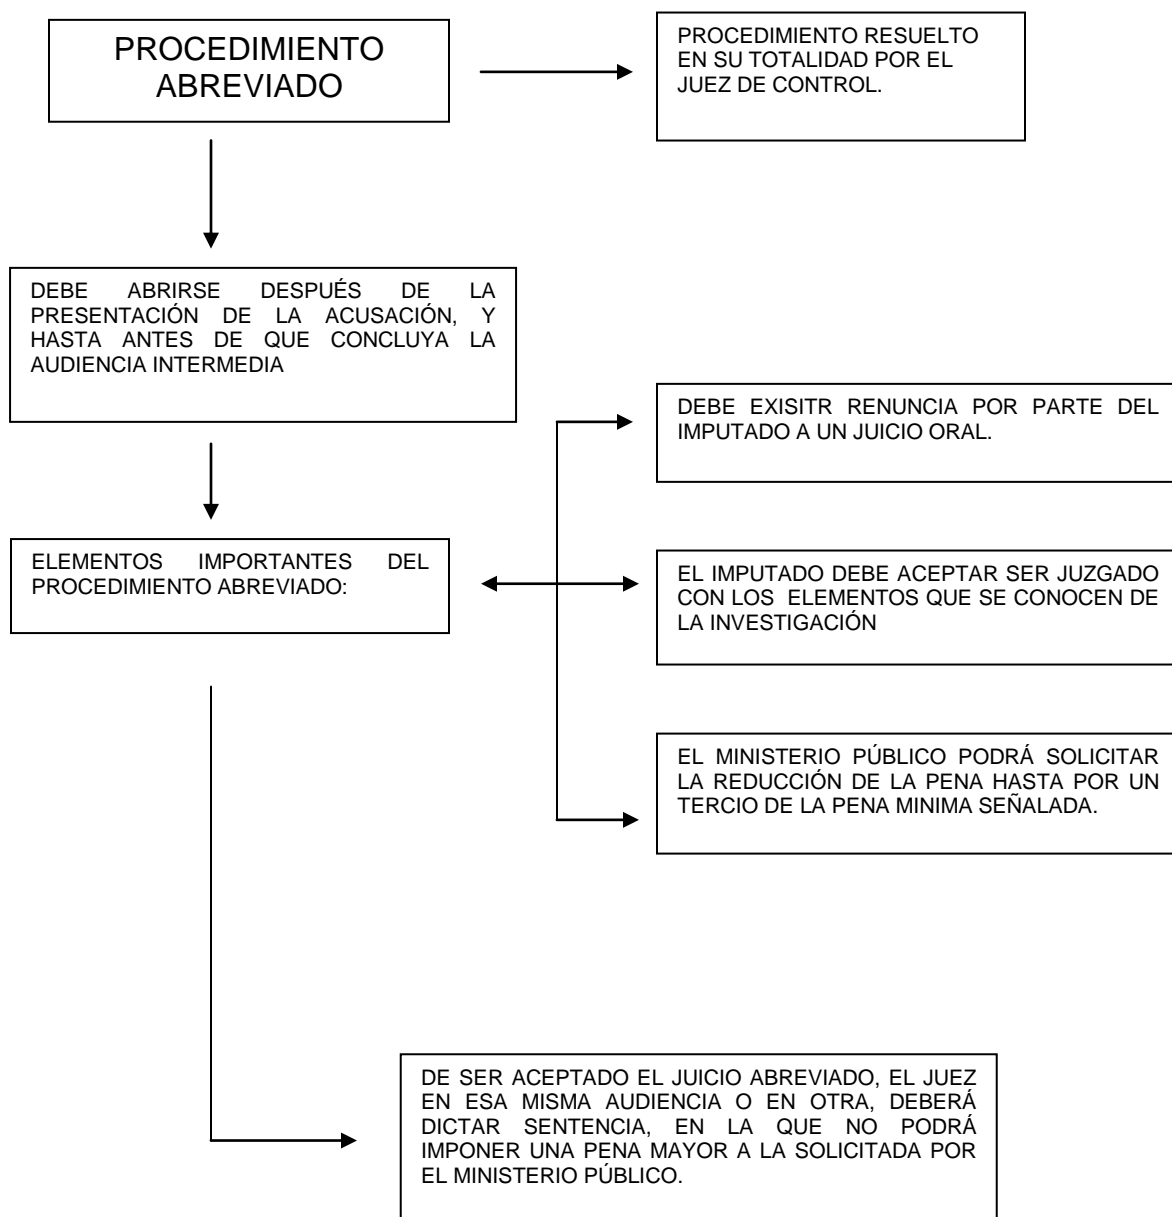 PROCEDIMIENTO
ABREVIADO
PROCEDIMIENTO RESUELTO
EN SU TOTALIDAD POR EL
JUEZ DE CONTROL.
DEBE ABRIRSE DESPUÉS DE LA
PRESENTACIÓN DE LA ACUSACIÓN, Y
HASTA ANTES DE QUE CONCLUYA LA
AUDIENCIA INTERMEDIA
DEBE EXISITR RENUNCIA POR PARTE DEL
IMPUTADO A UN JUICIO ORAL.
ELEMENTOS IMPORTANTES DEL
PROCEDIMIENTO ABREVIADO:
EL IMPUTADO DEBE ACEPTAR SER JUZGADO
CON LOS ELEMENTOS QUE SE CONOCEN DE
LA INVESTIGACIÓN
EL MINISTERIO PÚBLICO PODRÁ SOLICITAR
LA REDUCCIÓN DE LA PENA HASTA POR UN
TERCIO DE LA PENA MINIMA SEÑALADA.
DE SER ACEPTADO EL JUICIO ABREVIADO, EL JUEZ
EN ESA MISMA AUDIENCIA O EN OTRA, DEBERÁ
DICTAR SENTENCIA, EN LA QUE NO PODRÁ
IMPONER UNA PENA MAYOR A LA SOLICITADA POR
EL MINISTERIO PÚBLICO.